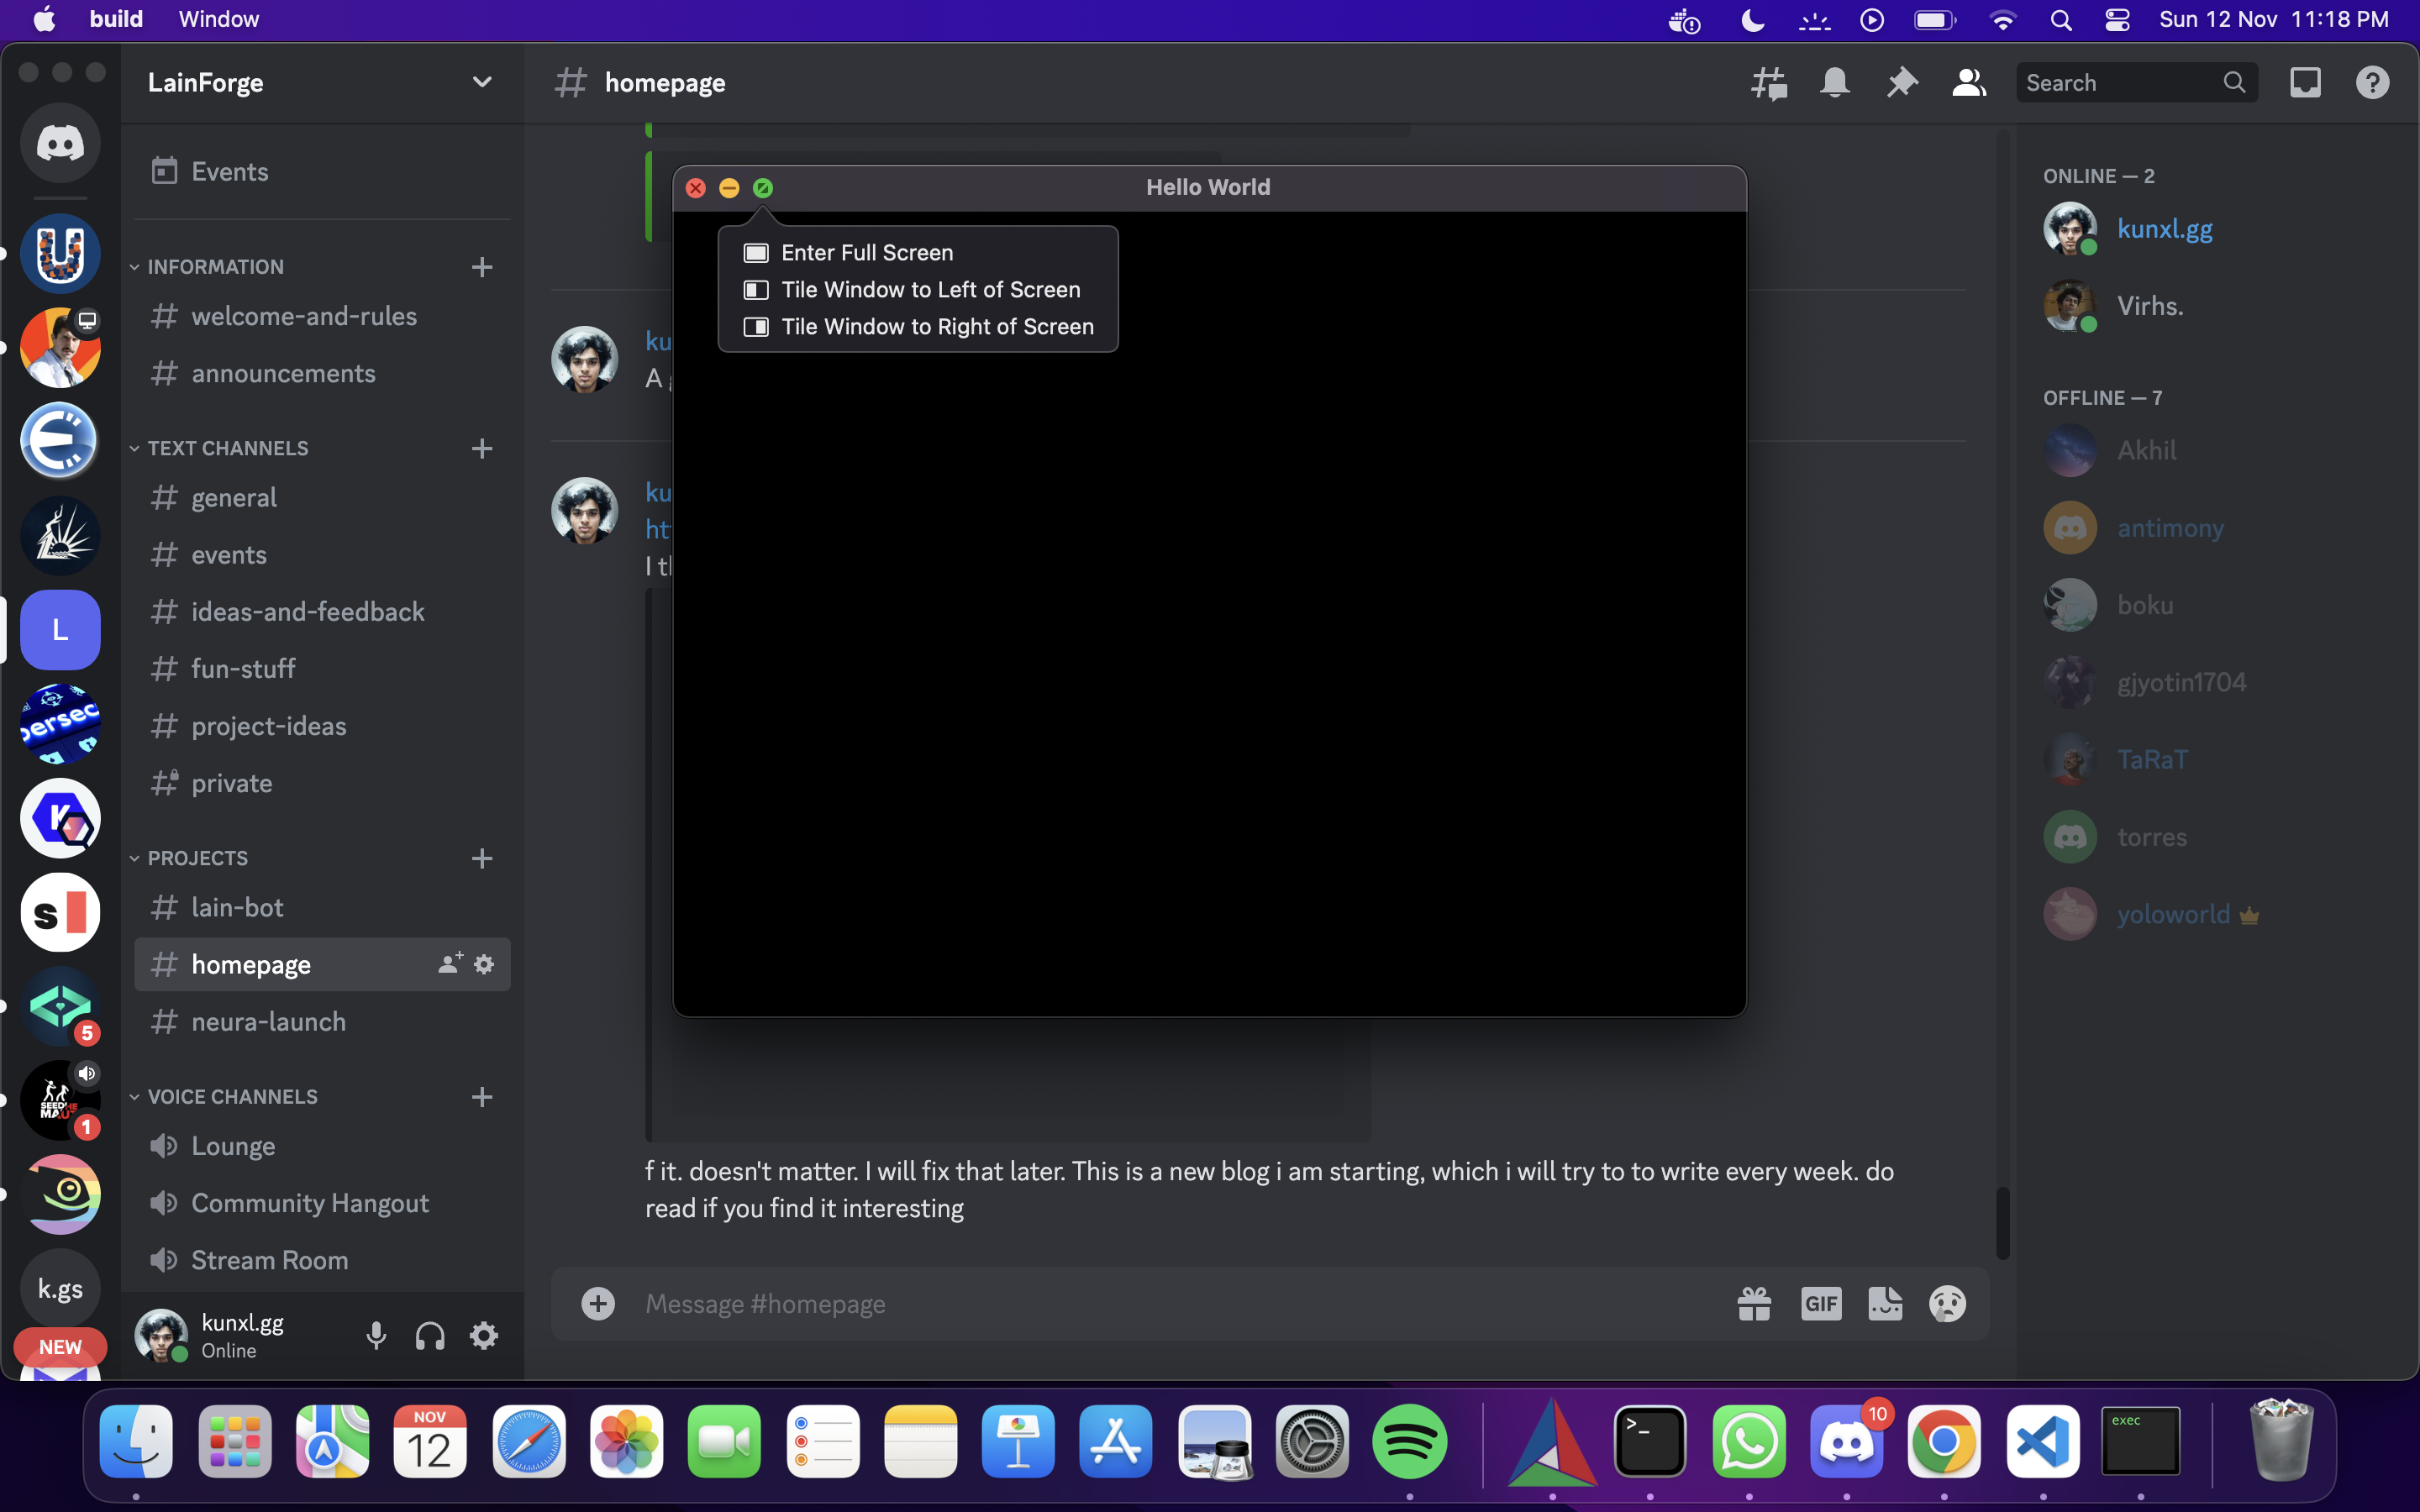 build Window
Sun 12 Nov 11:18 PM
LainForge
homepage
Search
Events
INFORMATION
welcome-and-rules
announcements
TEXT CHANNELS
general
events
ideas-and-feedback
fun-stuff
project-ideas
private
PROJECTS
lain-bot
homepage
neura-launch
VOICE CHANNELS
Lounge
Community Hangout
Stream Room
kunxl.gg
Online
L
s
5
SEEDHE
MAUT
1
k.gs
NEW
Hello World
Enter Full Screen
Tile Window to Left of Screen
Tile Window to Right of Screen
ku
A
ku
I
f it. doesn't matter. I will fix that later. This is a new blog i am starting, which i will try to to write every week. do
read if you find it interesting
Message #homepage
GIF
ONLINE — 2
kunxl.gg
Virhs.
OFFLINE — 7
Akhil
antimony
boku
gjyotin1704
TaRaT
torres
yoloworld
NOV
12
10
exec